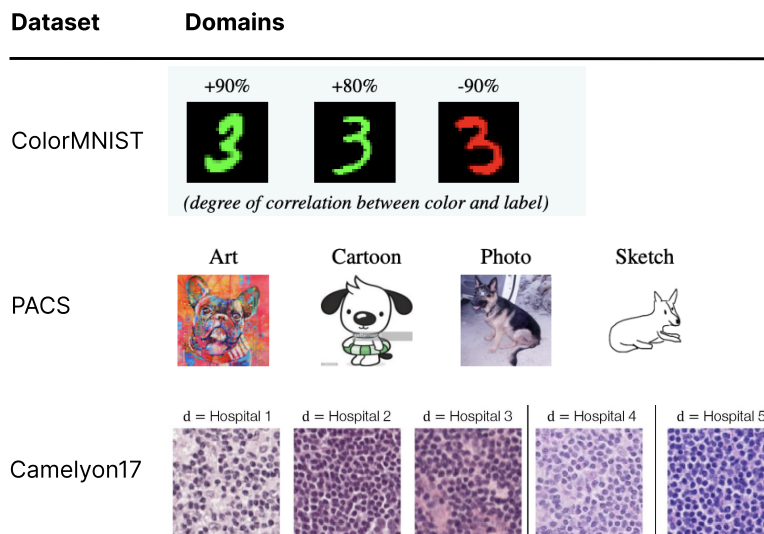 Dataset Domains
+90% +80% -90%
ColorMNIST
(degree of correlation between color and label)
Art Cartoon Photo Sketch
PACS
d = Hospital 1 d = Hospital 2 d = Hospital 3 d = Hospital 4 d = Hospital 5
Camelyon17